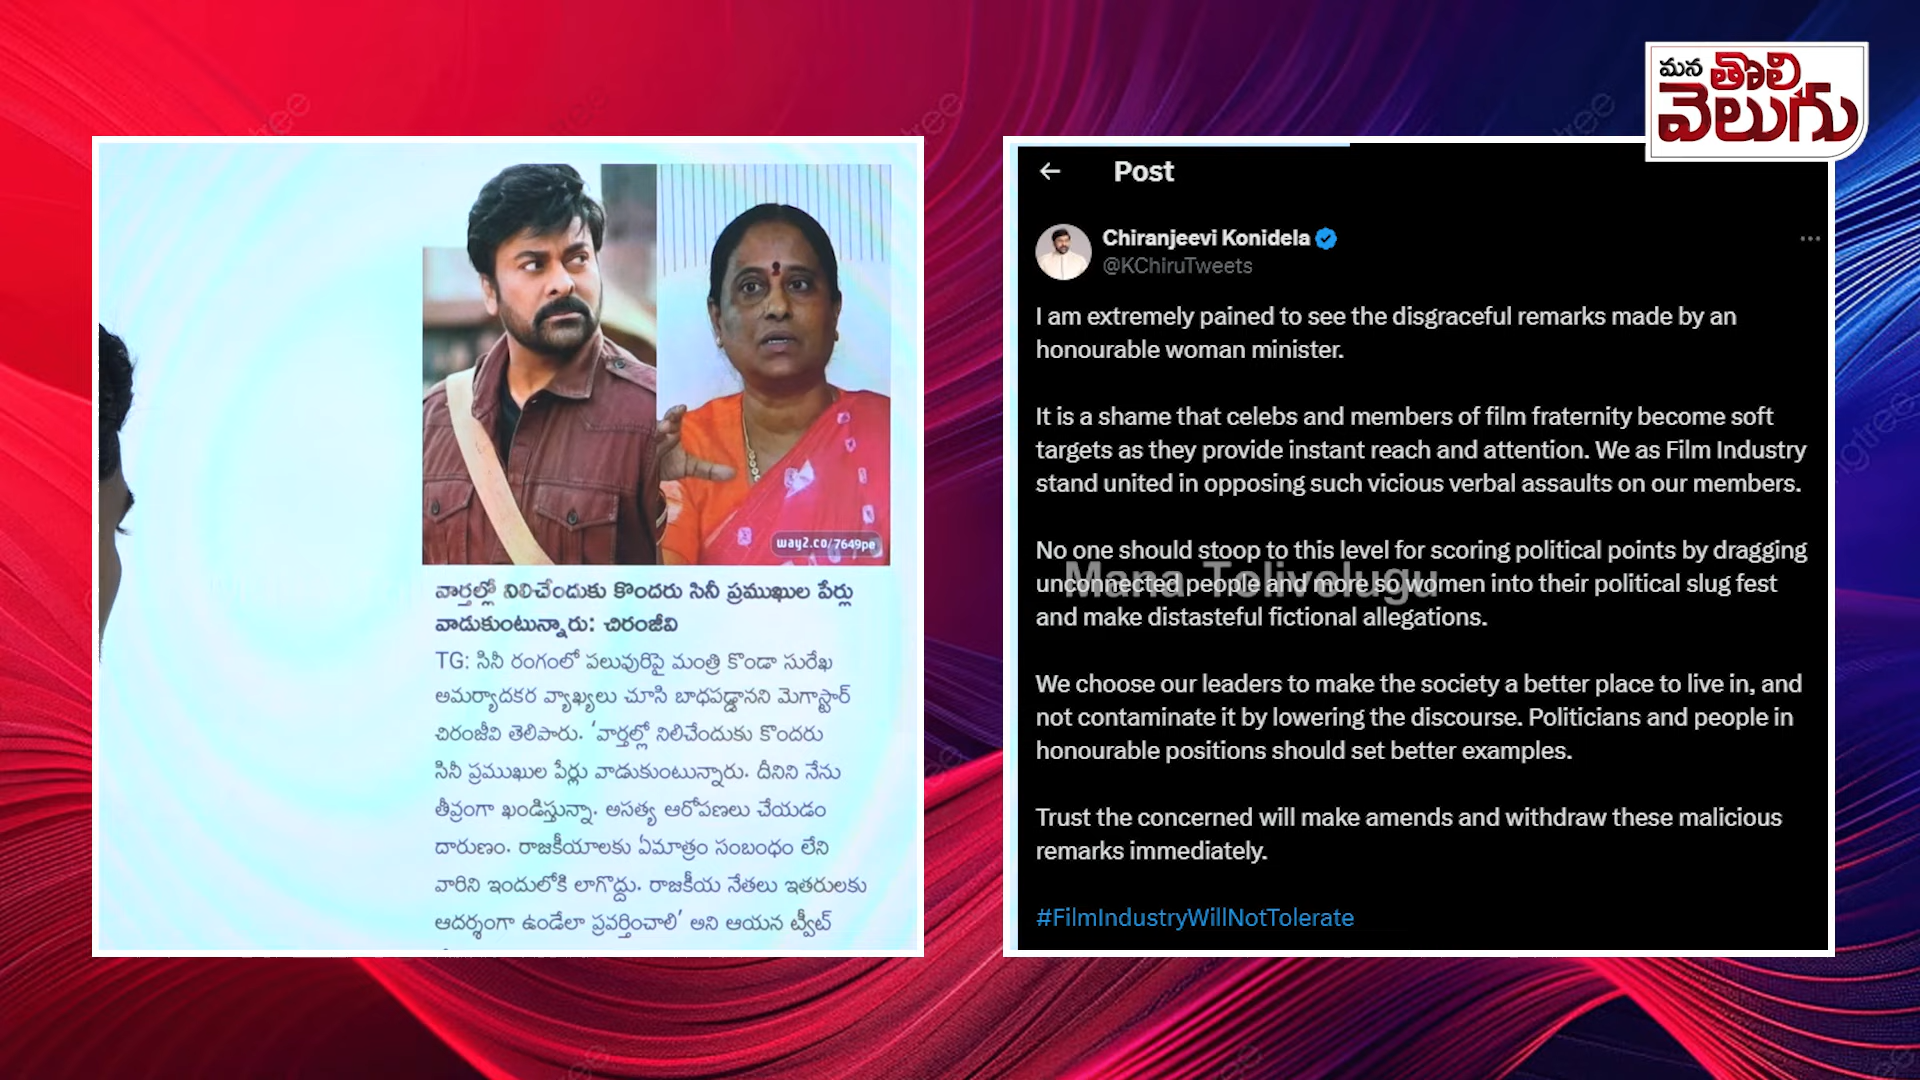 మన తొలి
వెలుగు
way2.co/7649pe
వార్తల్లో నిలిచేందుకు కొందరు సినీ ప్రముఖుల పేర్లు
వాడుకుంటున్నారు: చిరంజీవి
TG: సినీ రంగంలో పలువురిపై మంత్రి కొండా సురేఖ
అమర్యాదకర వ్యాఖ్యలు చూసి బాధపడ్డానని మెగాస్టార్
చిరంజీవి తెలిపారు. ‘వార్తల్లో నిలిచేందుకు కొందరు
సినీ ప్రముఖుల పేర్లు వాడుకుంటున్నారు. దీనిని నేను
తీవ్రంగా ఖండిస్తున్నా. అసత్య ఆరోపణలు చేయడం
దారుణం. రాజకీయాలకు ఏమాత్రం సంబంధం లేని
వారిని ఇందులోకి లాగొద్దు. రాజకీయ నేతలు ఇతరులకు
ఆదర్శంగా ఉండేలా ప్రవర్తించాలి’ అని ఆయన ట్వీట్
Post
Chiranjeevi Konidela
@KChiruTweets
I am extremely pained to see the disgraceful remarks made by an
honourable woman minister.
It is a shame that celebs and members of film fraternity become soft
targets as they provide instant reach and attention. We as Film Industry
stand united in opposing such vicious verbal assaults on our members.
No one should stoop to this level for scoring political points by dragging
unconnected people and more so women into their political slug fest
and make distasteful fictional allegations.
Mana Tolivelugu
We choose our leaders to make the society a better place to live in, and
not contaminate it by lowering the discourse. Politicians and people in
honourable positions should set better examples.
Trust the concerned will make amends and withdraw these malicious
remarks immediately.
#FilmIndustryWillNotTolerate